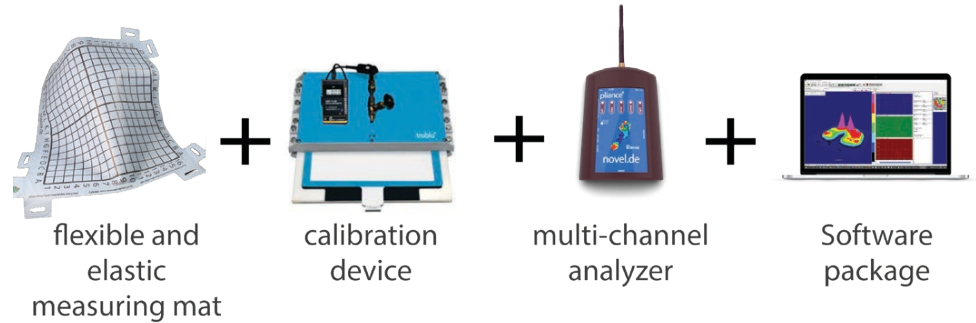 trublu
pliance
novel.de
flexible and
elastic
measuring mat
calibration
device
multi-channel
analyzer
Software
package